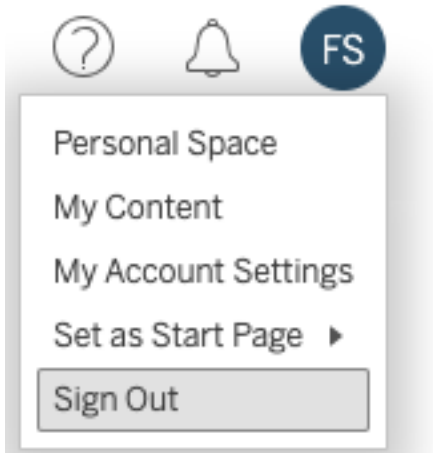 ?
FS
Personal Space
My Content
My Account Settings
Set as Start Page
Sign Out